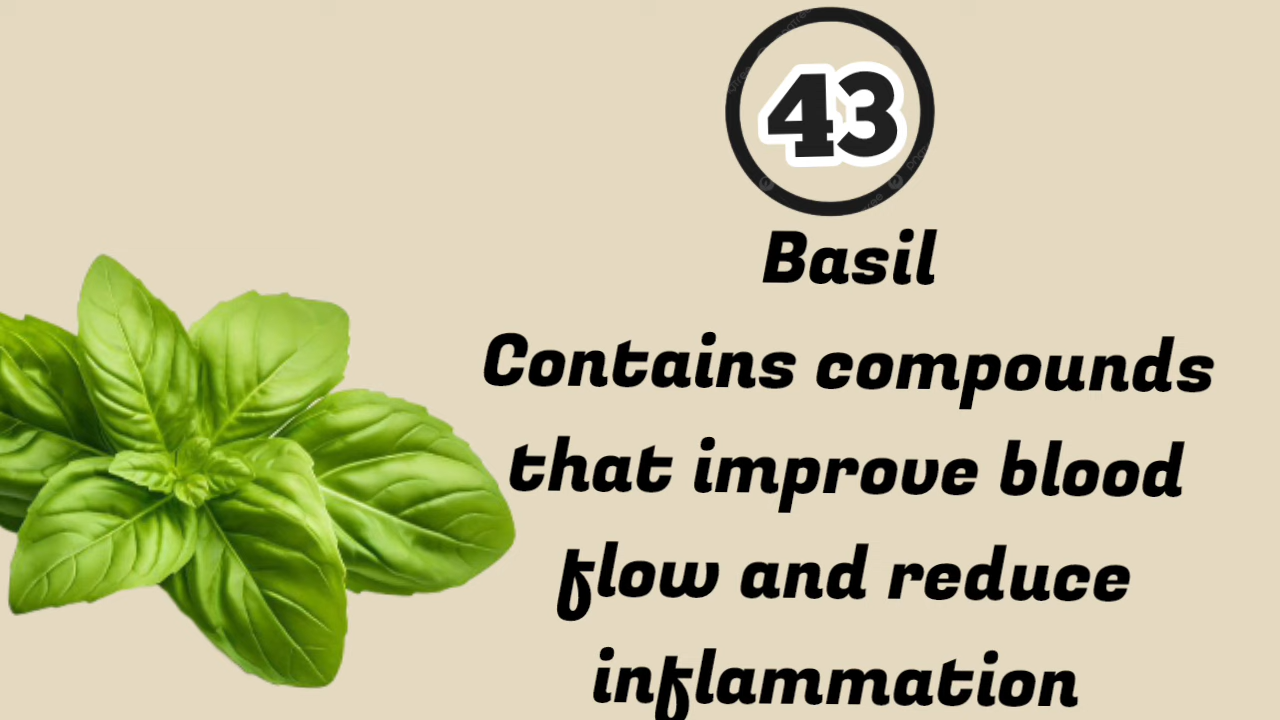 43
Basil
Contains compounds
that improve blood
flow and reduce
inflammation